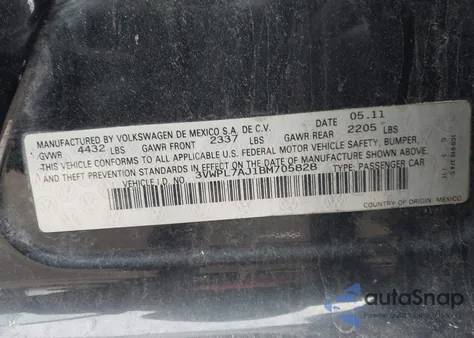 MANUFACTURED BY VOLKSWAGEN DE MEXICO S.A. DE C.V. DATE 05.11
GVWR 4432 LBS GAWR FRONT 2337 LBS GAWR REAR 2205 LBS
THIS VEHICLE CONFORMS TO ALL APPLICABLE U.S. FEDERAL MOTOR VEHICLE SAFETY, BUMPER,
AND THEFT PREVENTION STANDARDS IN EFFECT ON THE DATE OF MANUFACTURE SHOWN ABOVE.
VEHICLE I.D. NO.: 3VWPL7AJ1BM705828 TYPE: PASSENGER CAR
COUNTRY OF ORIGIN: MEXICO
autoSnap